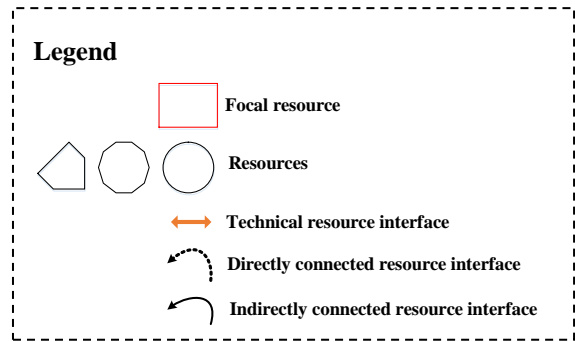 Legend
Focal resource
Resources
Technical resource interface
Directly connected resource interface
Indirectly connected resource interface